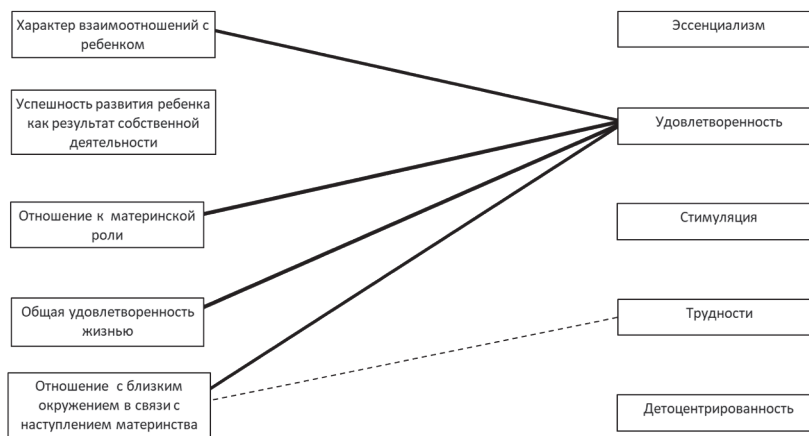 Характер взаимоотношений с
ребенком
Успешность развития ребенка
как результат собственной
деятельности
Отношение к материнской
роли
Общая удовлетворенность
жизнью
Отношение с близким
окружением в связи с
наступлением материнства
Эссенциализм
Удовлетворенность
Стимуляция
Трудности
Детоцентрированность